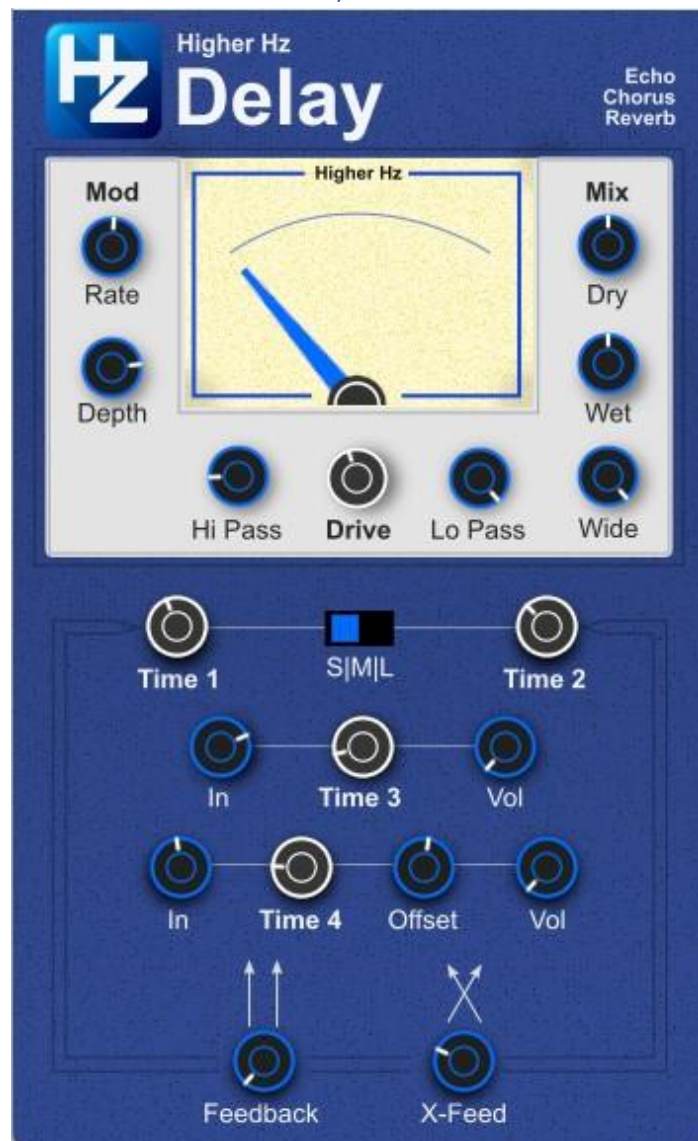 Hz
Higher Hz
Delay
Echo
Chorus
Reverb
Higher Hz
Mod
Mix
Rate
Dry
Depth
Wet
Hi Pass
Drive
Lo Pass
Wide
Time 1
S|M|L
Time 2
In
Time 3
Vol
In
Time 4
Offset
Vol
Feedback
X-Feed